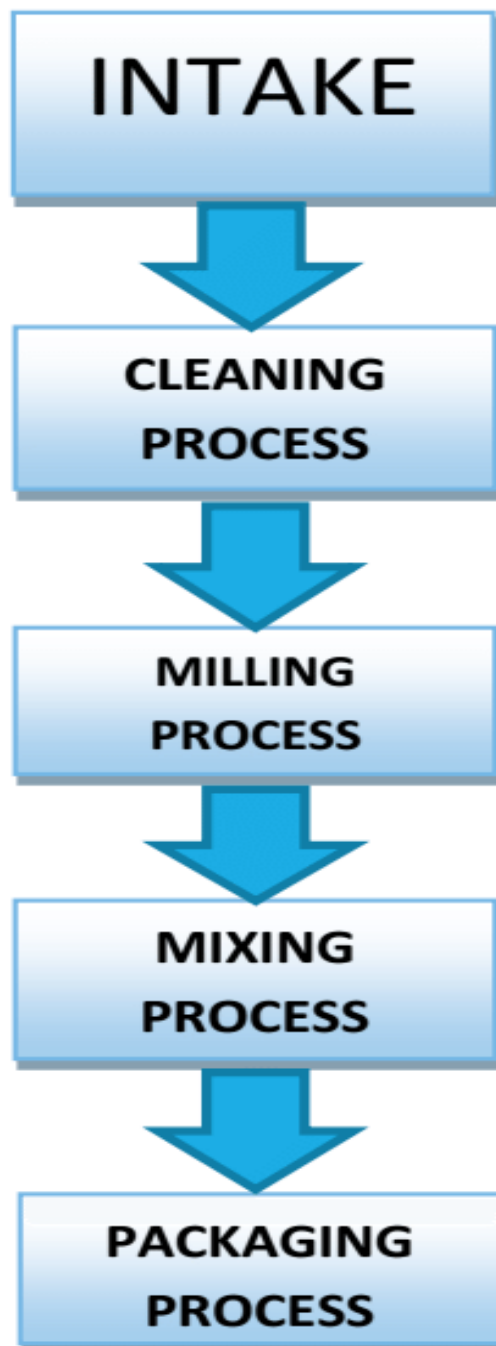 INTAKE
CLEANING
PROCESS
MILLING
PROCESS
MIXING
PROCESS
PACKAGING
PROCESS